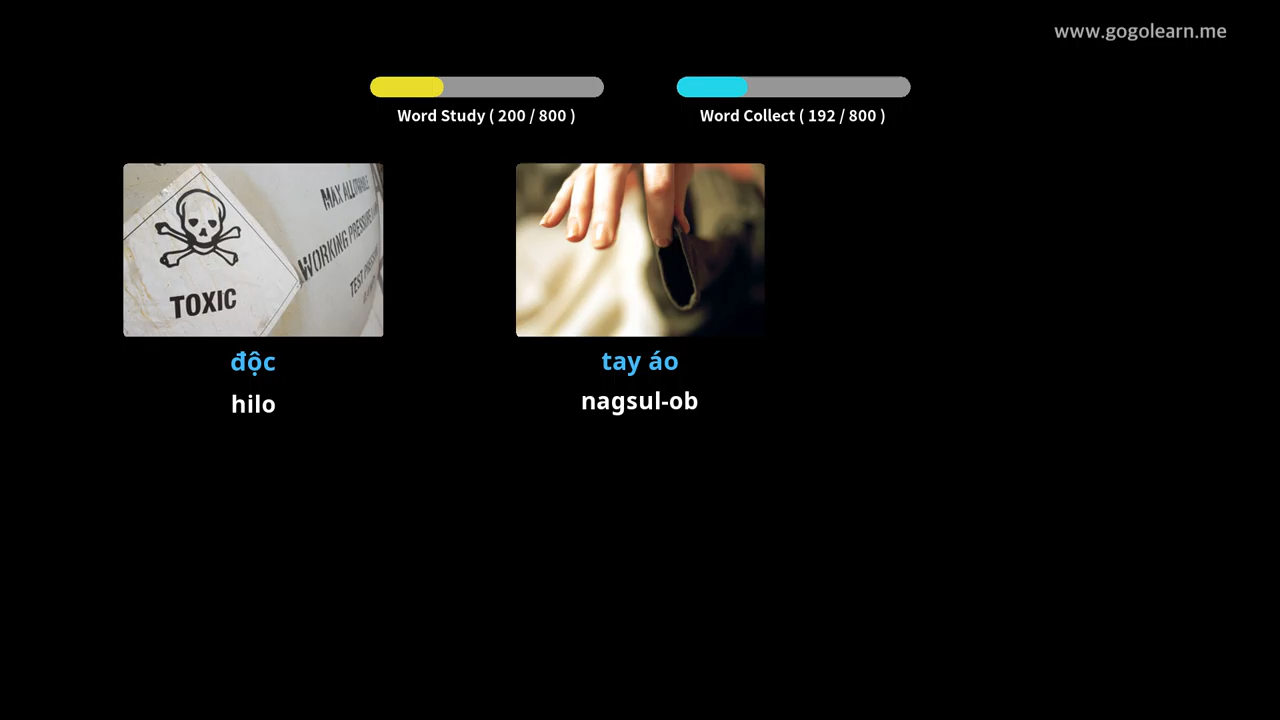 www.gogolearn.me
Word Study ( 200 / 800 )
Word Collect ( 192 / 800 )
TOXIC
MAX ALLOWABLE
WORKING PRESSURE
TEST
độc
hilo
tay áo
nagsul-ob